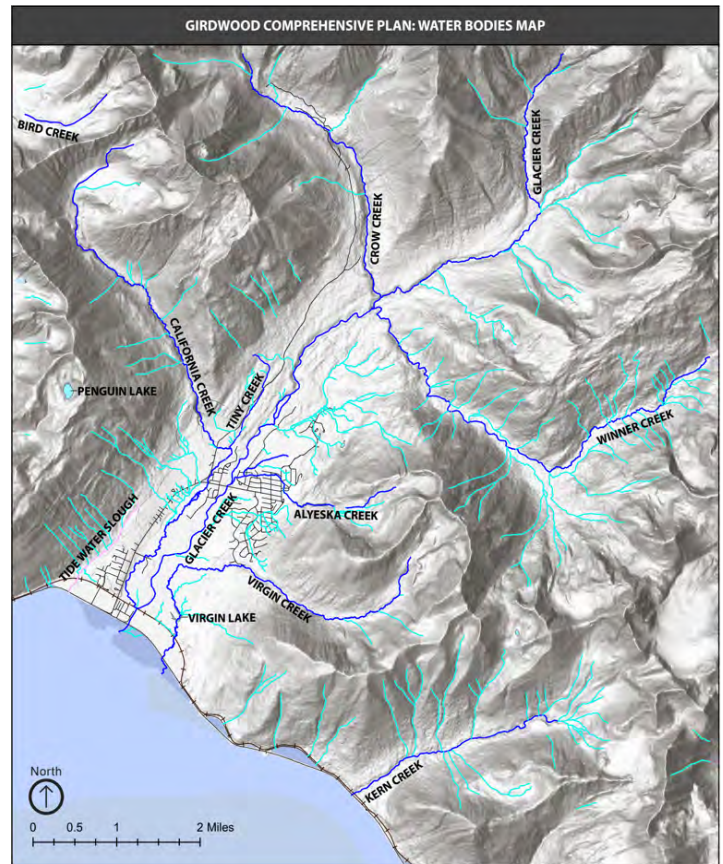 GIRDWOOD COMPREHENSIVE PLAN: WATER BODIES MAP
BIRD CREEK
GLACIER CREEK
CROW CREEK
CALIFORNIA CREEK
TINY CREEK
PENGUIN LAKE
WINNER CREEK
TIDE WATER SLOUGH
GLACIER CREEK
ALYESKA CREEK
VIRGIN CREEK
VIRGIN LAKE
KERN CREEK
North
0 0.5 1 2 Miles